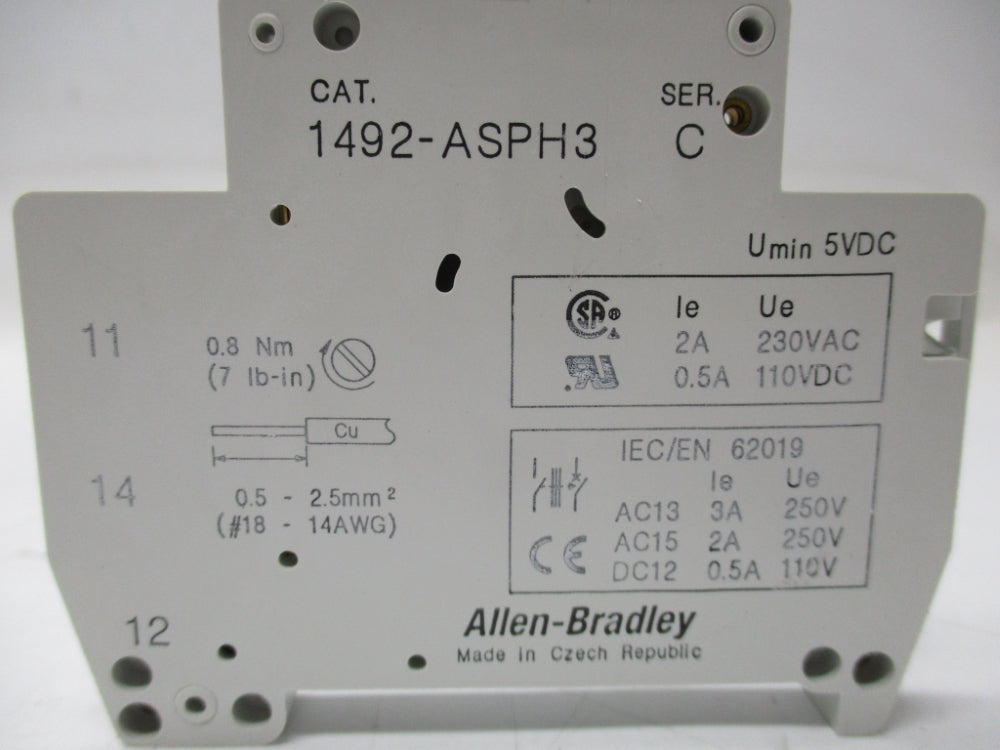 CAT.
SER.
1492-ASPH3 C
Umin 5VDC
11
0.8 Nm
(7 lb-in)
SA®
Ie Ue
2A 230VAC
0.5A 110VDC
Cu
14
0.5 - 2.5mm²
(#18 - 14AWG)
IEC/EN 62019
Ie Ue
AC13 3A 250V
AC15 2A 250V
CE
DC12 0.5A 110V
12
Allen-Bradley
Made in Czech Republic